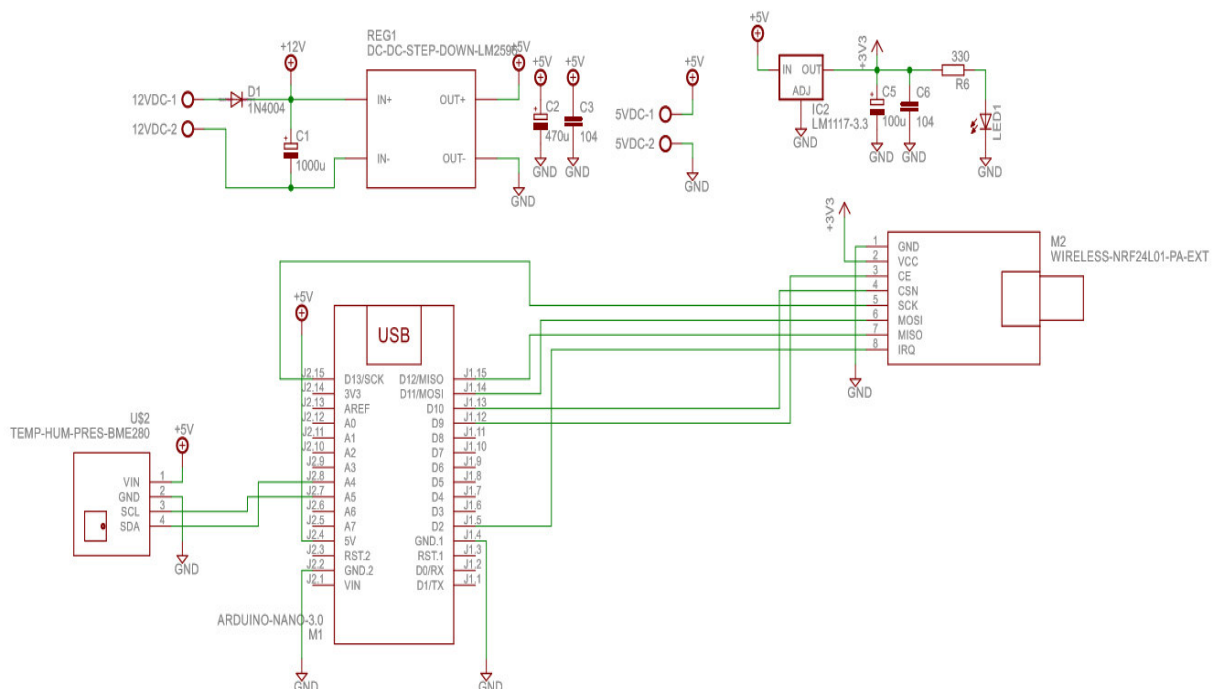 REG1
DC-DC-STEP-DOWN-LM2596
+12V
12VDC-1
12VDC-2
D1
1N4004
+
C1
1000u
IN+
IN-
OUT+
OUT-
+5V
GND
+5V
+
C2
470u
GND
+5V
C3
104
GND
+5V
5VDC-1
5VDC-2
GND
+5V
IN OUT
ADJ
IC2
LM1117-3.3
GND
+3V3
+
C5
100u
GND
C6
104
GND
330
R6
LED1
GND
+3V3
M2
WIRELESS-NRF24L01-PA-EXT
1 GND
2 VCC
3 CE
4 CSN
5 SCK
6 MOSI
7 MISO
8 IRQ
GND
+5V
USB
J2.15 D13/SCK D12/MISO J1.15
J2.14 3V3 D11/MOSI J1.14
J2.13 AREF D10 J1.13
J2.12 A0 D9 J1.12
J2.11 A1 D8 J1.11
J2.10 A2 D7 J1.10
J2.9 A3 D6 J1.9
J2.8 A4 D5 J1.8
J2.7 A5 D4 J1.7
J2.6 A6 D3 J1.6
J2.5 A7 D2 J1.5
J2.4 5V GND.1 J1.4
J2.3 RST.2 RST.1 J1.3
J2.2 GND.2 D0/RX J1.2
J2.1 VIN D1/TX J1.1
ARDUINO-NANO-3.0
M1
GND
GND
U$2
TEMP-HUM-PRES-BME280
+5V
VIN 1
GND 2
SCL 3
SDA 4
GND